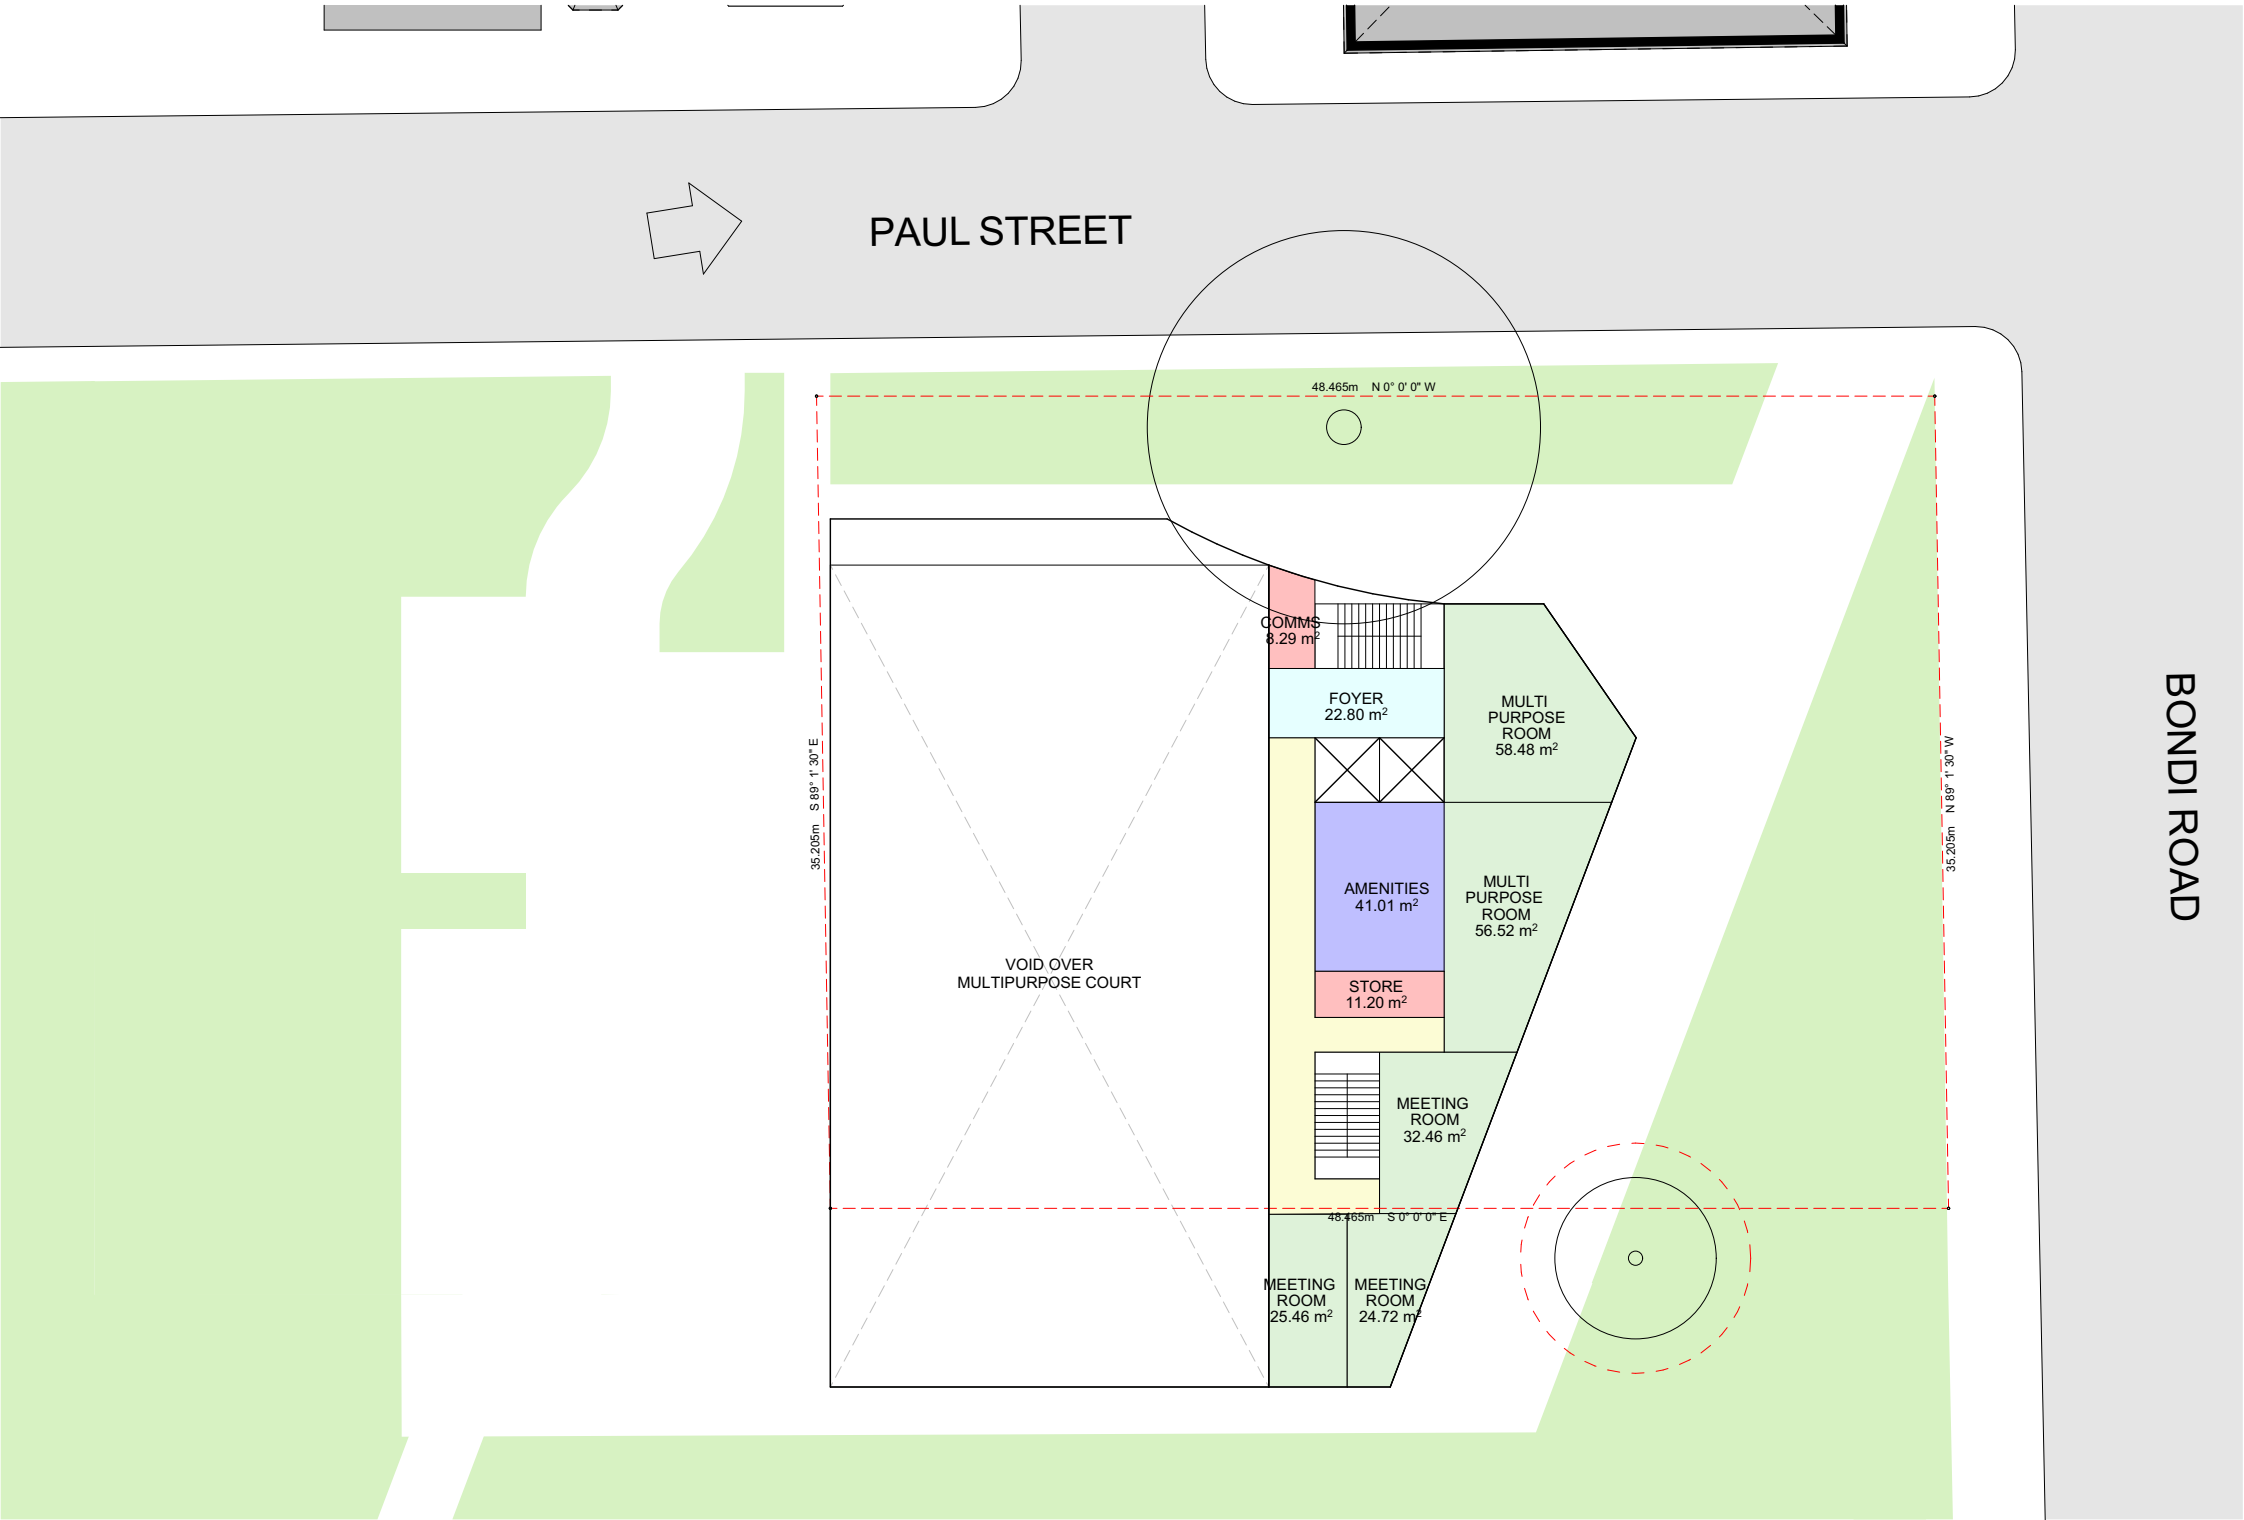 PAUL STREET
48.465m N 0° 0' 0" W
COMMS
8.29 m²
FOYER
22.80 m²
MULTI
PURPOSE
ROOM
58.48 m²
35.205m S 89° 1' 30" E
35.205m N 89° 1' 30" W
BONDI ROAD
AMENITIES
41.01 m²
MULTI
PURPOSE
ROOM
56.52 m²
VOID OVER
MULTIPURPOSE COURT
STORE
11.20 m²
MEETING
ROOM
32.46 m²
48.465m S 0° 0' 0" E
MEETING
ROOM
25.46 m²
MEETING
ROOM
24.72 m²